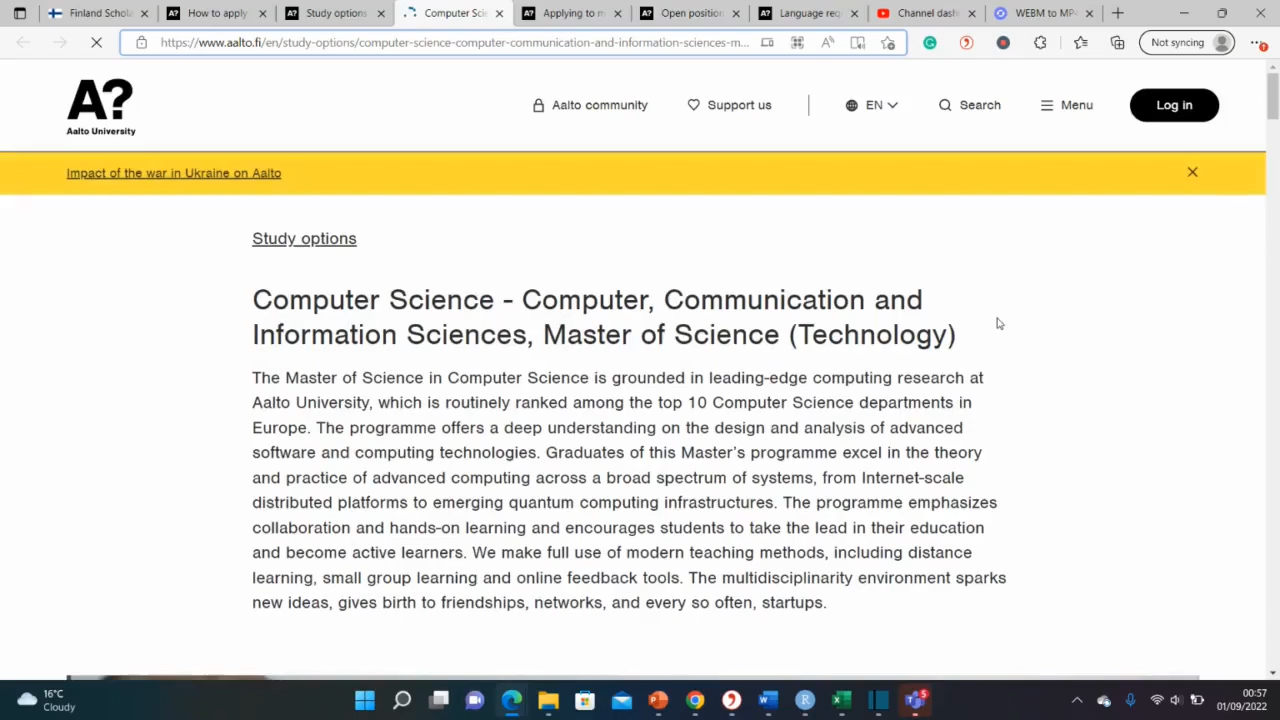 Finland Schola
How to apply
Study options
Computer Scie
Applying to m
Open position
Language req
Channel dash
WEBM to MP4
https://www.aalto.fi/en/study-options/computer-science-computer-communication-and-information-sciences-m...
Not syncing
A?
Aalto University
Aalto community
Support us
EN
Search
Menu
Log in
Impact of the war in Ukraine on Aalto
Study options
Computer Science - Computer, Communication and
Information Sciences, Master of Science (Technology)
The Master of Science in Computer Science is grounded in leading-edge computing research at
Aalto University, which is routinely ranked among the top 10 Computer Science departments in
Europe. The programme offers a deep understanding on the design and analysis of advanced
software and computing technologies. Graduates of this Master's programme excel in the theory
and practice of advanced computing across a broad spectrum of systems, from Internet-scale
distributed platforms to emerging quantum computing infrastructures. The programme emphasizes
collaboration and hands-on learning and encourages students to take the lead in their education
and become active learners. We make full use of modern teaching methods, including distance
learning, small group learning and online feedback tools. The multidisciplinarity environment sparks
new ideas, gives birth to friendships, networks, and every so often, startups.
16°C
Cloudy
5
00:57
01/09/2022